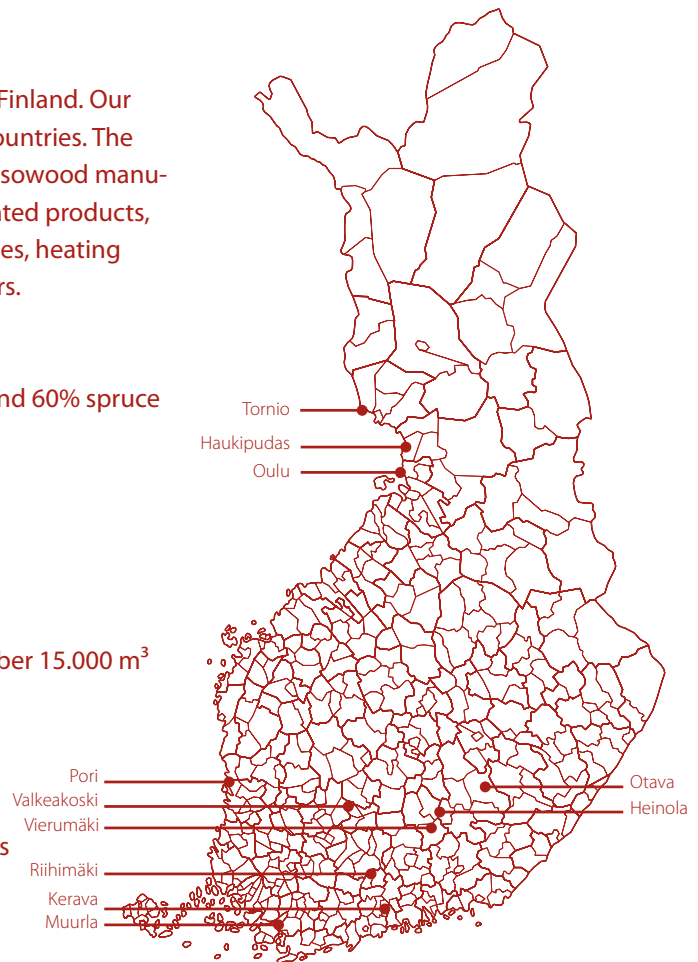 Finland. Our
ountries. The
sowood manu-
ted products,
es, heating
rs.
nd 60% spruce
Tornio
Haukipudas
Oulu
ber 15.000 m³
Pori
Valkeakoski
Vierumäki
s
Riihimäki
Kerava
Muurla
Otava
Heinola